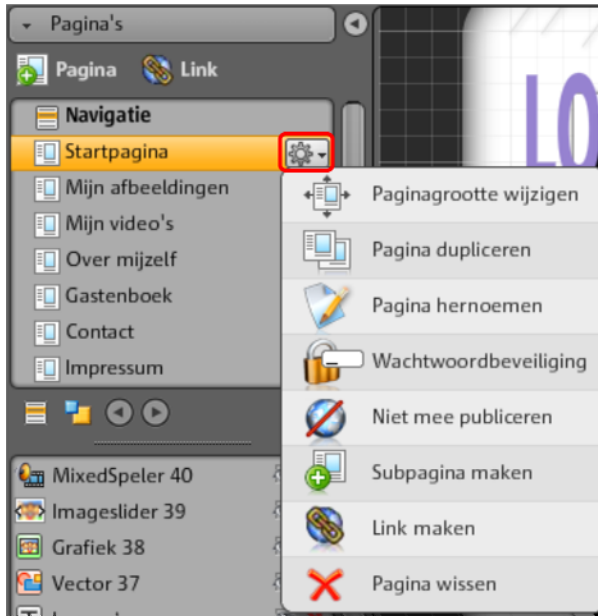 Pagina's
Pagina Link
Navigatie
Startpagina
Mijn afbeeldingen
Mijn video's
Over mijzelf
Gastenboek
Contact
Impressum
MixedSpeler 40
Imageslider 39
Grafiek 38
Vector 37
Paginagrootte wijzigen
Pagina dupliceren
Pagina hernoemen
Wachtwoordbeveiliging
Niet mee publiceren
Subpagina maken
Link maken
Pagina wissen
LO